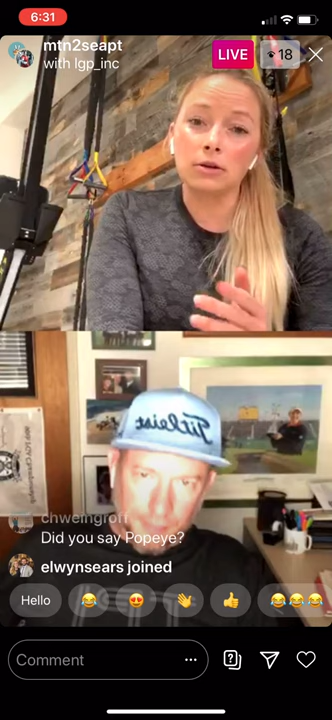 6:31
mtn2seapt
with lgp_inc
LIVE
18
Titleist
chweingroff
Did you say Popeye?
elwynsears joined
Hello
Comment